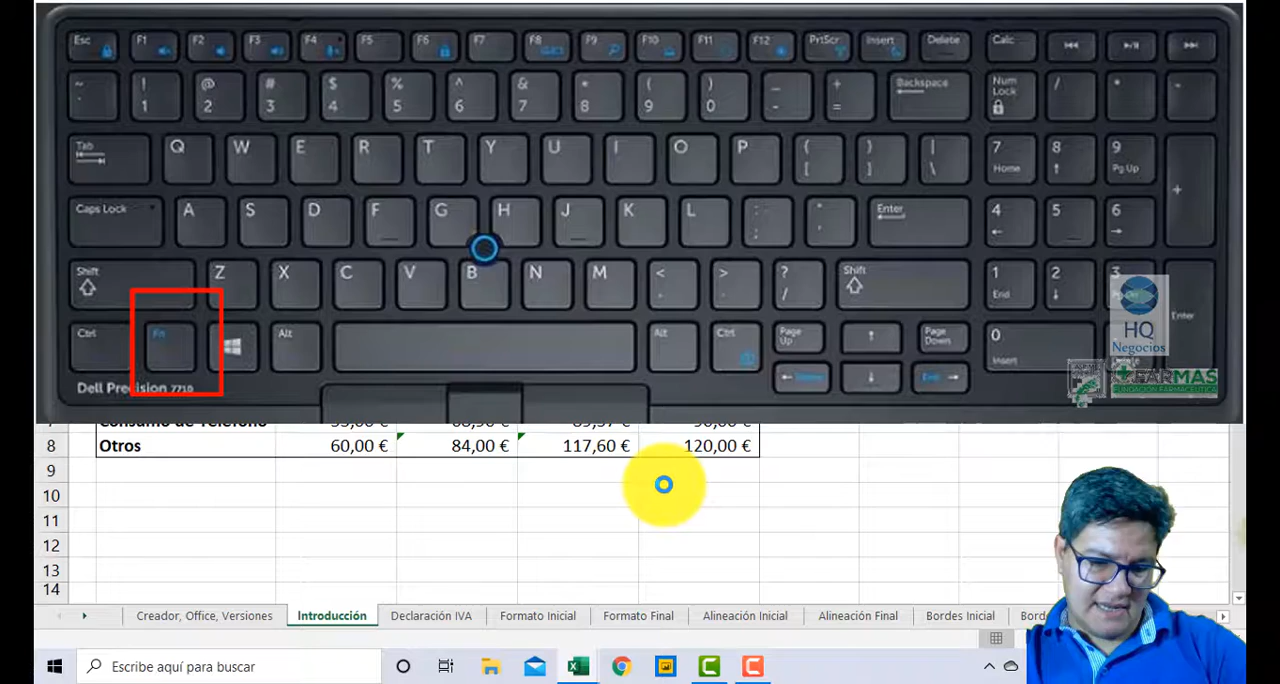 Esc F1 F2 F3 F4 F5 F6 F7 F8 F9 F10 F11 F12 PrtScr Insert Delete Calc
~ ! @ # $ % ^ & * ( ) _ + Backspace Num Lock / * -
` 1 2 3 4 5 6 7 8 9 0 - =
Tab Q W E R T Y U I O P { } | 7 8 9 +
[ ] \ Home ↑ Pg Up
Caps Lock A S D F G H J K L : " Enter 4 5 6
; ' ← →
Shift Z X C V B N M < > ? Shift 1 2 3
, . / End ↓ Enter
Ctrl Fn Alt Alt Ctrl Page Up ↑ Page Down 0
Insert Delete
← ↓ End →
Dell Precision 7710
HQ
Negocios
FARMAS
FUNDACIÓN FARMACÉUTICA
8 Otros 60,00 € 84,00 € 117,60 € 120,00 €
9
10
11
12
13
14
Creador, Office, Versiones Introducción Declaración IVA Formato Inicial Formato Final Alineación Inicial Alineación Final Bordes Inicial Bord
Escribe aquí para buscar